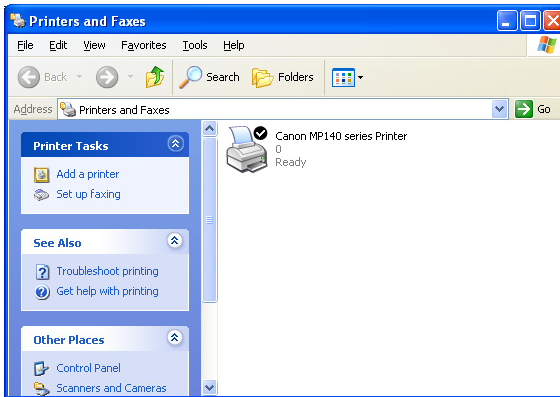 Printers and Faxes
File Edit View Favorites Tools Help
Back Search Folders
Address Printers and Faxes Go
Printer Tasks
Add a printer
Set up faxing
See Also
Troubleshoot printing
Get help with printing
Other Places
Control Panel
Scanners and Cameras
Canon MP140 series Printer
0
Ready